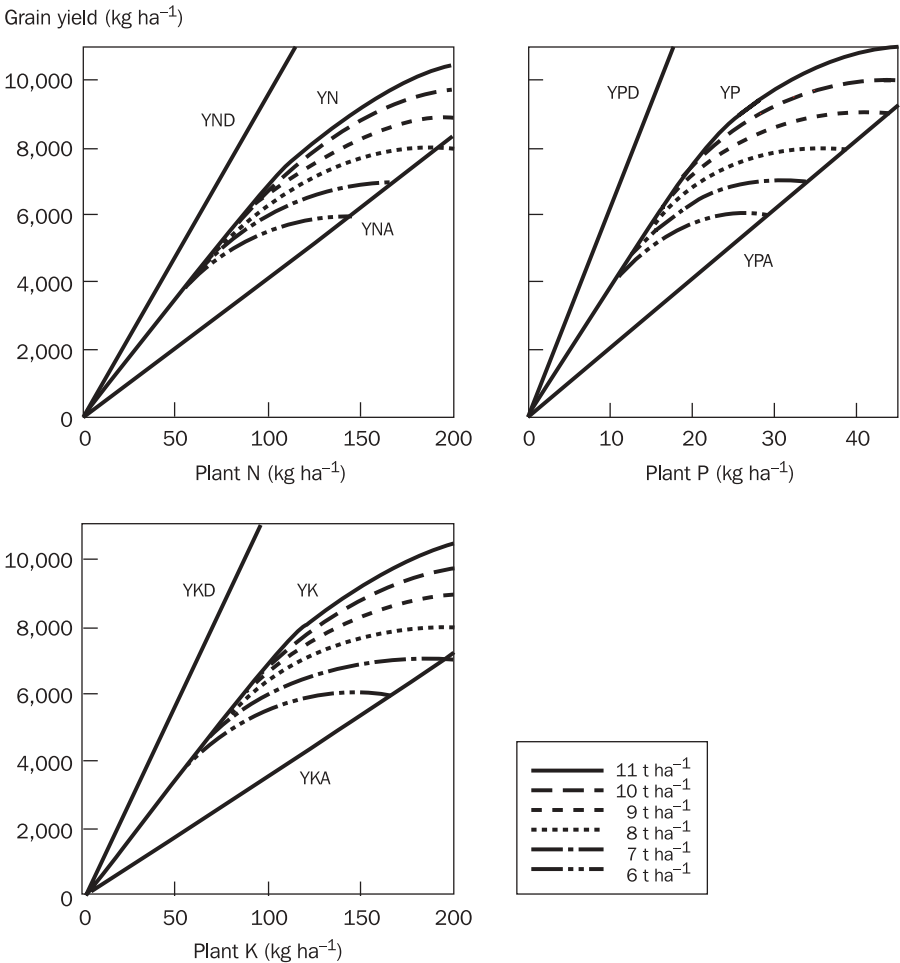 Grain yield (kg ha⁻¹)
10,000
8,000
6,000
4,000
2,000
0
YND
YN
YNA
0 50 100 150 200
Plant N (kg ha⁻¹)
YPD
YP
YPA
0 10 20 30 40
Plant P (kg ha⁻¹)
10,000
8,000
6,000
4,000
2,000
0
YKD
YK
YKA
0 50 100 150 200
Plant K (kg ha⁻¹)
11 t ha⁻¹
10 t ha⁻¹
9 t ha⁻¹
8 t ha⁻¹
7 t ha⁻¹
6 t ha⁻¹